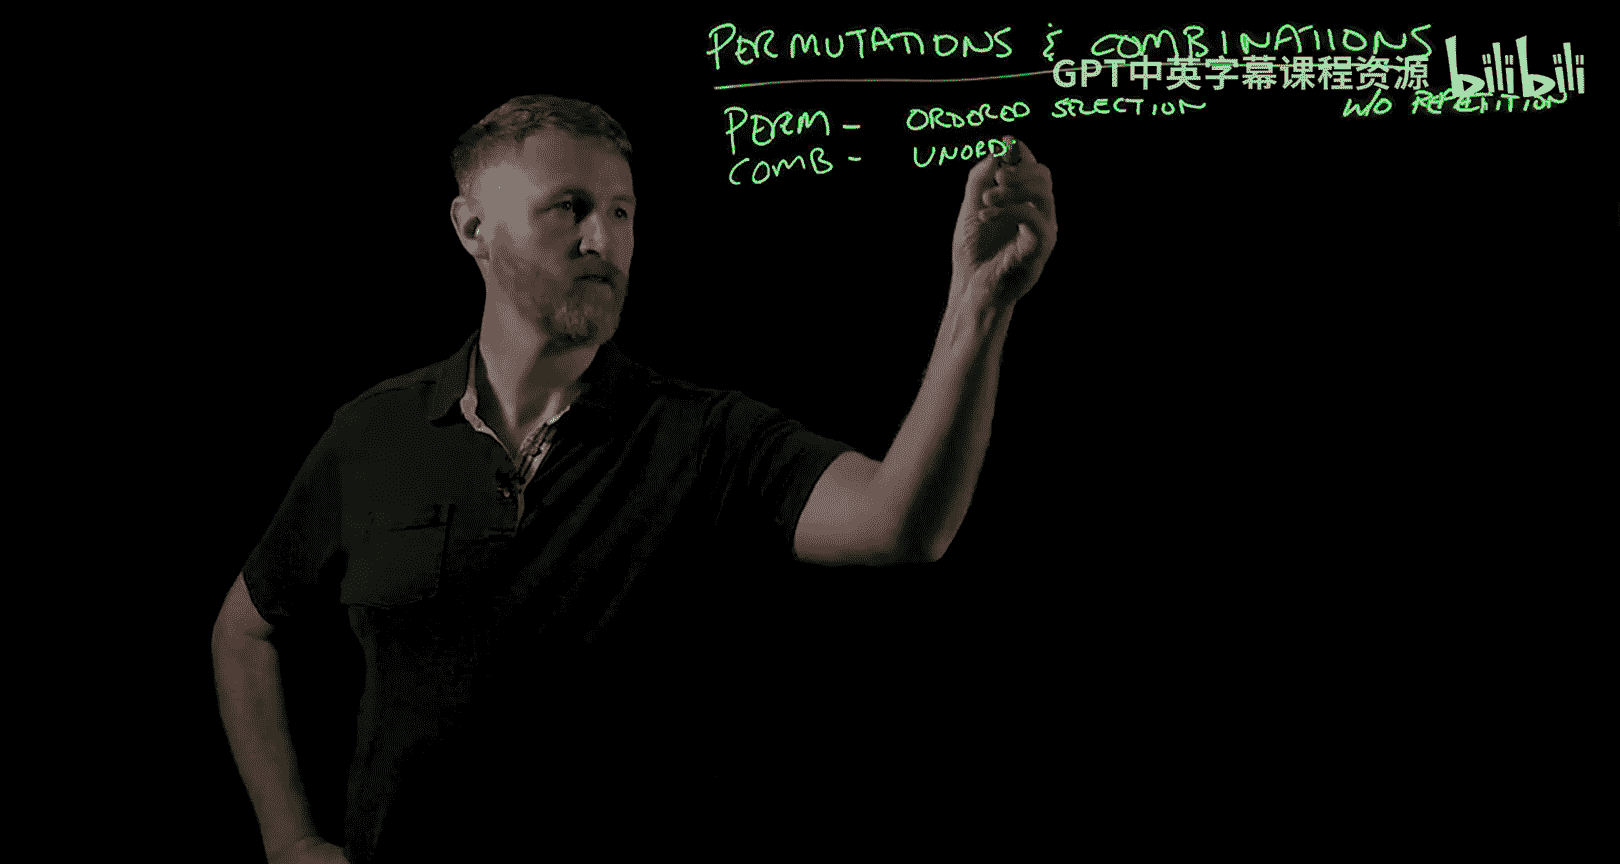 PERMUTATIONS & COMBINATIONS
GPT中英字幕课程资源 bilibili
PERM - ORDERED SELECTION W/O REPETITION
COMB - UNORD